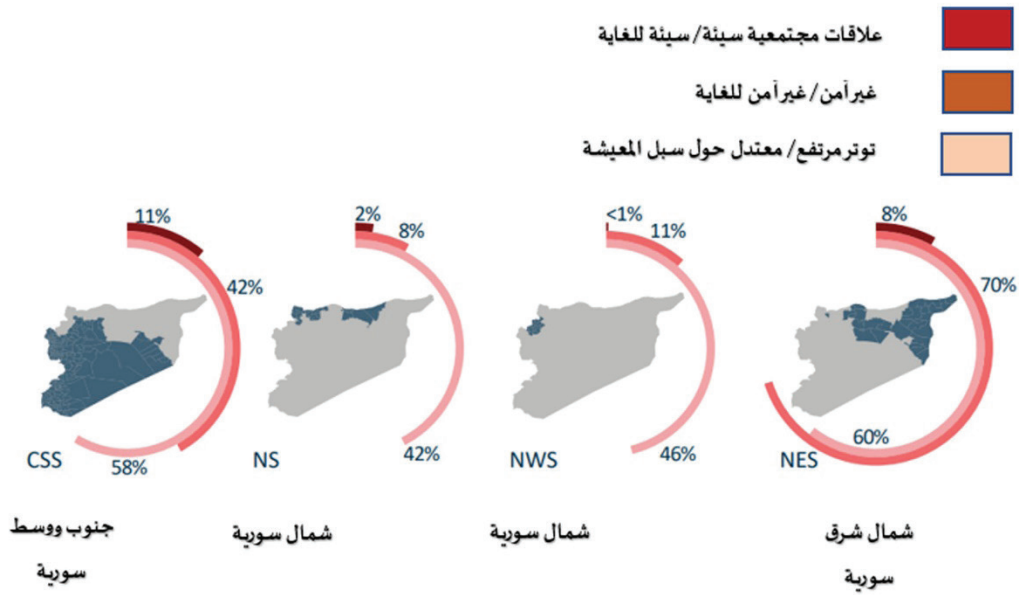 علاقات مجتمعية سيئة/ سيئة للغاية
غيرآمن/ غيرآمن للغاية
توترمرتفع/ معتدل حول سبل المعيشة
11%
42%
58%
CSS
2%
8%
42%
NS
<1%
11%
46%
NWS
8%
70%
60%
NES
جنوب ووسط
سورية
شمال سورية
شمال سورية
شمال شرق
سورية